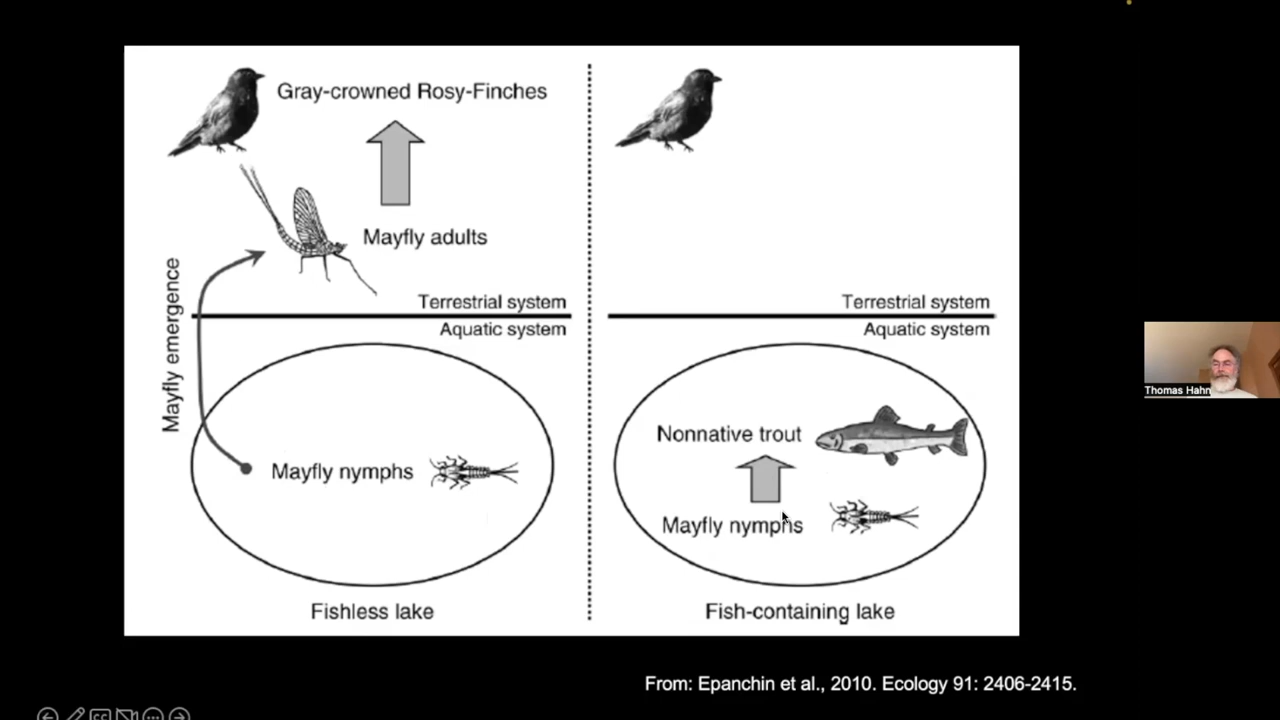 Gray-crowned Rosy-Finches
Mayfly adults
Mayfly emergence
Terrestrial system
Aquatic system
Mayfly nymphs
Fishless lake
Terrestrial system
Aquatic system
Nonnative trout
Mayfly nymphs
Fish-containing lake
Thomas Hahn
From: Epanchin et al., 2010. Ecology 91: 2406-2415.
CC